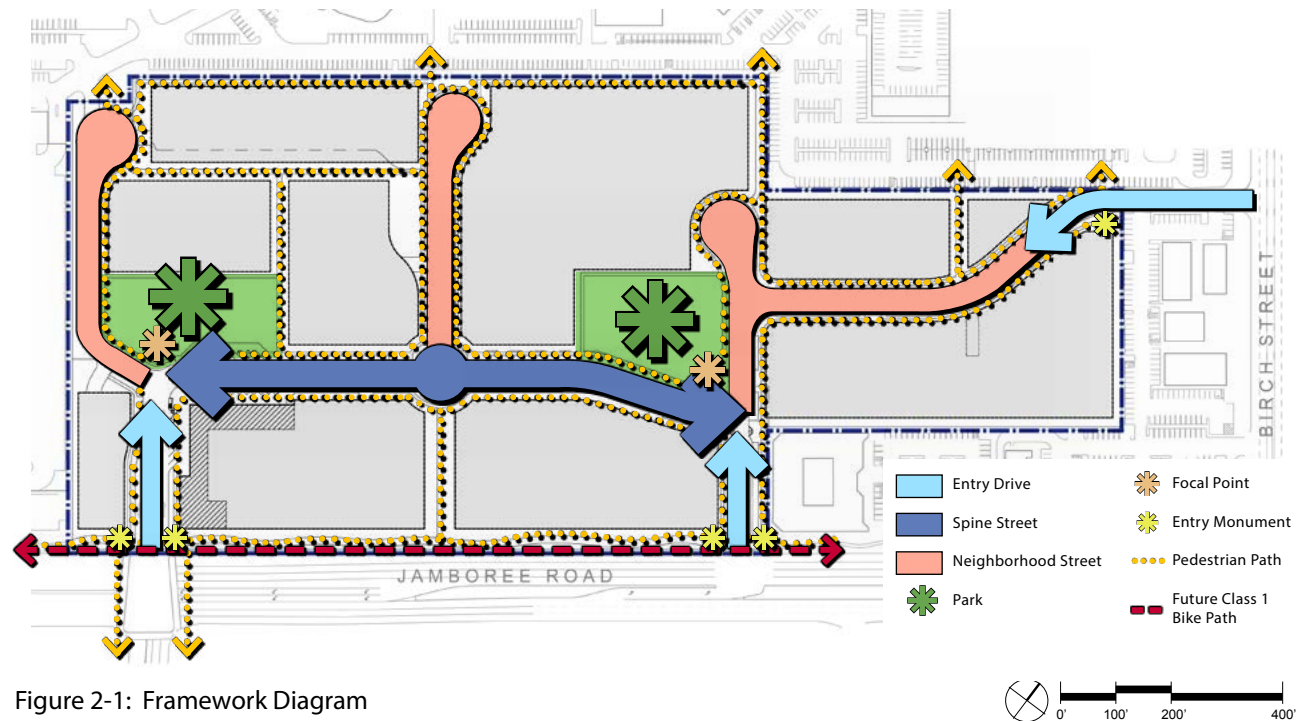 BIRCH STREET
JAMBOREE ROAD
Entry Drive
Spine Street
Neighborhood Street
Park
Focal Point
Entry Monument
Pedestrian Path
Future Class 1
Bike Path
Figure 2-1: Framework Diagram
0' 100' 200' 400'